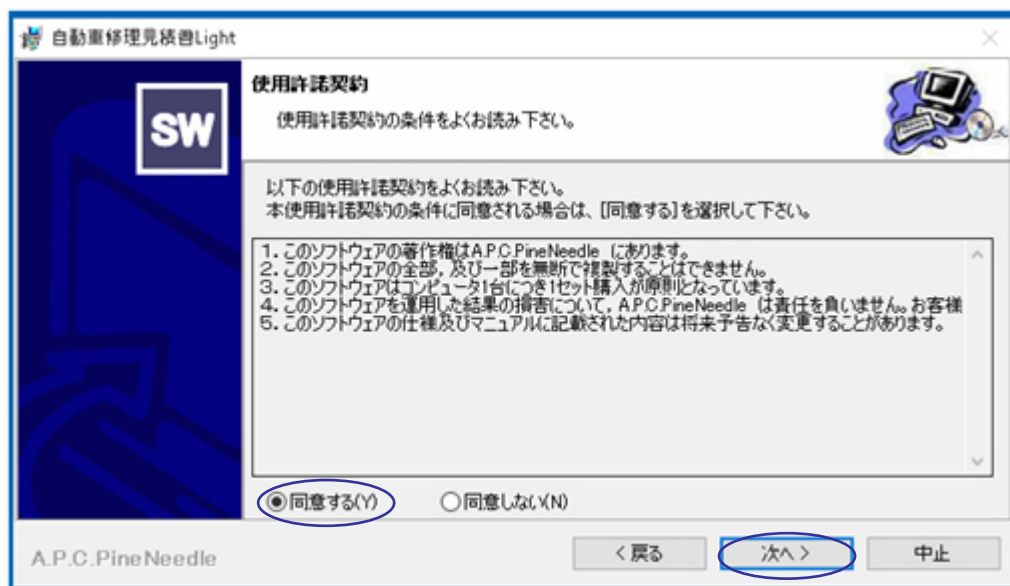 自動車修理見積書Light
SW
使用許諾契約
使用許諾契約の条件をよくお読み下さい。
以下の使用許諾契約をよくお読み下さい。
本使用許諾契約の条件に同意される場合は、[同意する]を選択して下さい。
1. このソフトウェアの著作権はA.P.C.PineNeedle にあります。
2. このソフトウェアの全部, 及び一部を無断で複製することはできません。
3. このソフトウェアはコンピュータ1台につき1セット購入が原則となっています。
4. このソフトウェアを運用した結果の損害について, A.P.C.PineNeedle は責任を負いません。お客様
5. このソフトウェアの仕様及びマニュアルに記載された内容は将来予告なく変更することがあります。
同意する(Y) 同意しない(N)
A.P.C.PineNeedle < 戻る 次へ > 中止